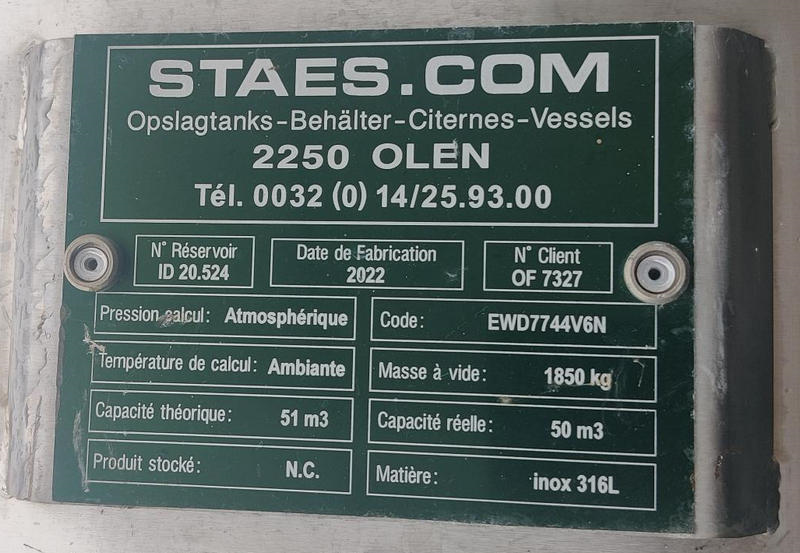 STAES.COM
Opslagtanks-Behälter-Citernes-Vessels
2250 OLEN
Tél. 0032 (0) 14/25.93.00
N° Réservoir
ID 20.524
Date de Fabrication
2022
N° Client
OF 7327
Pression calcul: Atmosphérique
Code: EWD7744V6N
Température de calcul: Ambiante
Masse à vide: 1850 kg
Capacité théorique: 51 m3
Capacité réelle: 50 m3
Produit stocké: N.C.
Matière: inox 316L